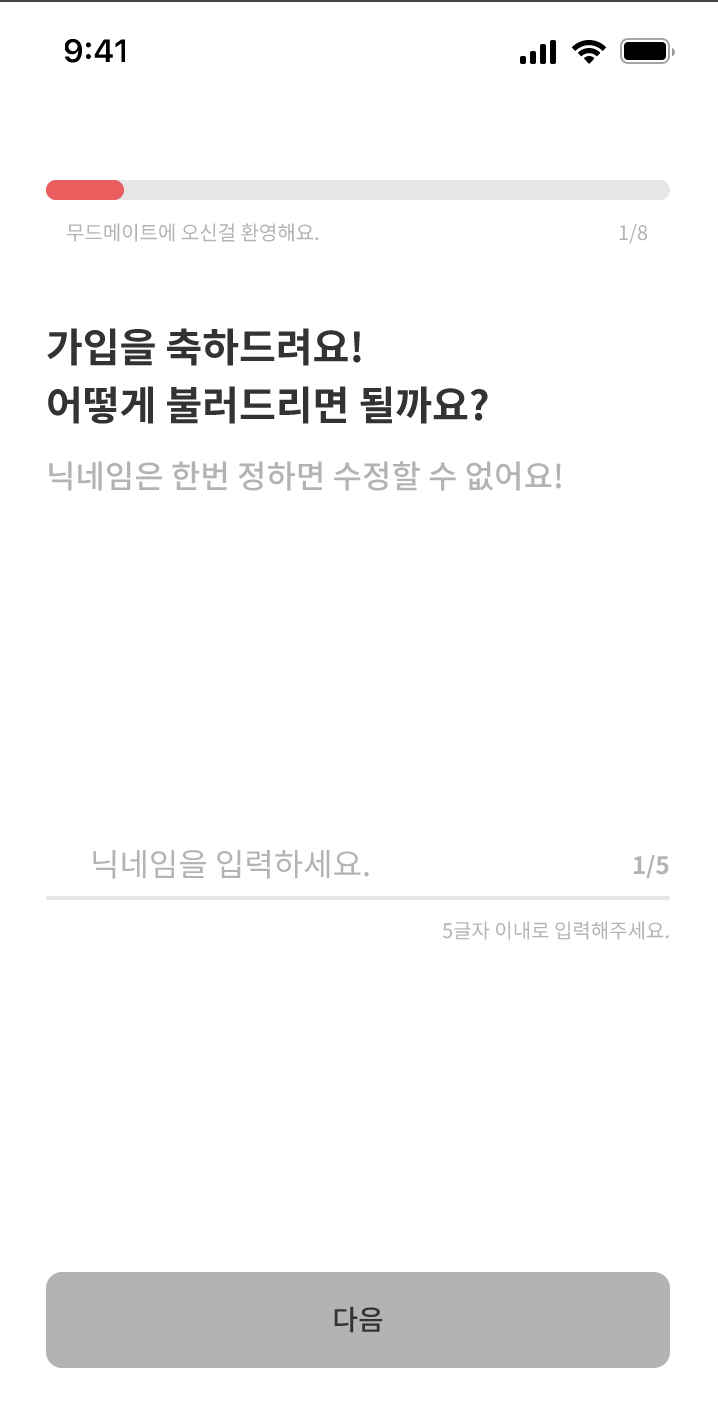 9:41
무드메이트에 오신걸 환영해요. 1/8
가입을 축하드려요!
어떻게 불러드리면 될까요?
닉네임은 한번 정하면 수정할 수 없어요!
닉네임을 입력하세요. 1/5
5글자 이내로 입력해주세요.
다음